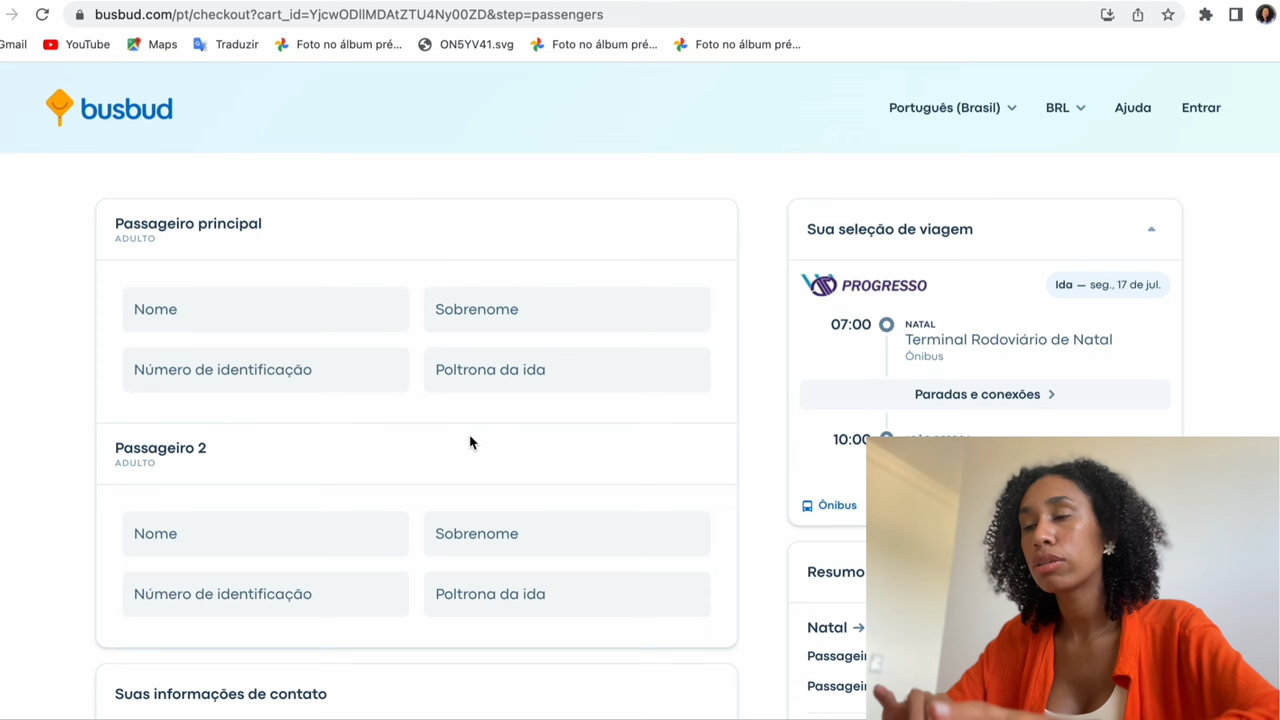 busbud.com/pt/checkout?cart_id=YjcwODllMDAtZTU4Ny00ZD&step=passengers
Gmail YouTube Maps Traduzir Foto no álbum pré... ON5YV41.svg Foto no álbum pré... Foto no álbum pré...
busbud
Português (Brasil) BRL Ajuda Entrar
Passageiro principal
ADULTO
Nome Sobrenome
Número de identificação Poltrona da ida
Passageiro 2
ADULTO
Nome Sobrenome
Número de identificação Poltrona da ida
Suas informações de contato
Sua seleção de viagem
PROGRESSO Ida — seg., 17 de jul.
07:00 NATAL
Terminal Rodoviário de Natal
Ônibus
Paradas e conexões
10:00
Ônibus
Resumo
Natal →